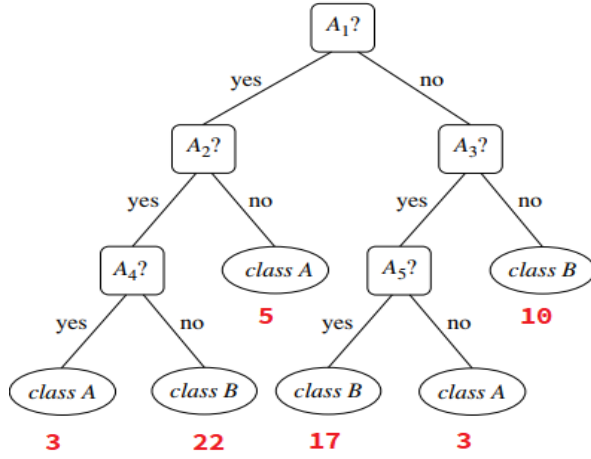 A₁?
yes no
A₂? A₃?
yes no yes no
A₄? class A A₅? class B
5 10
yes no yes no
class A class B class B class A
3 22 17 3